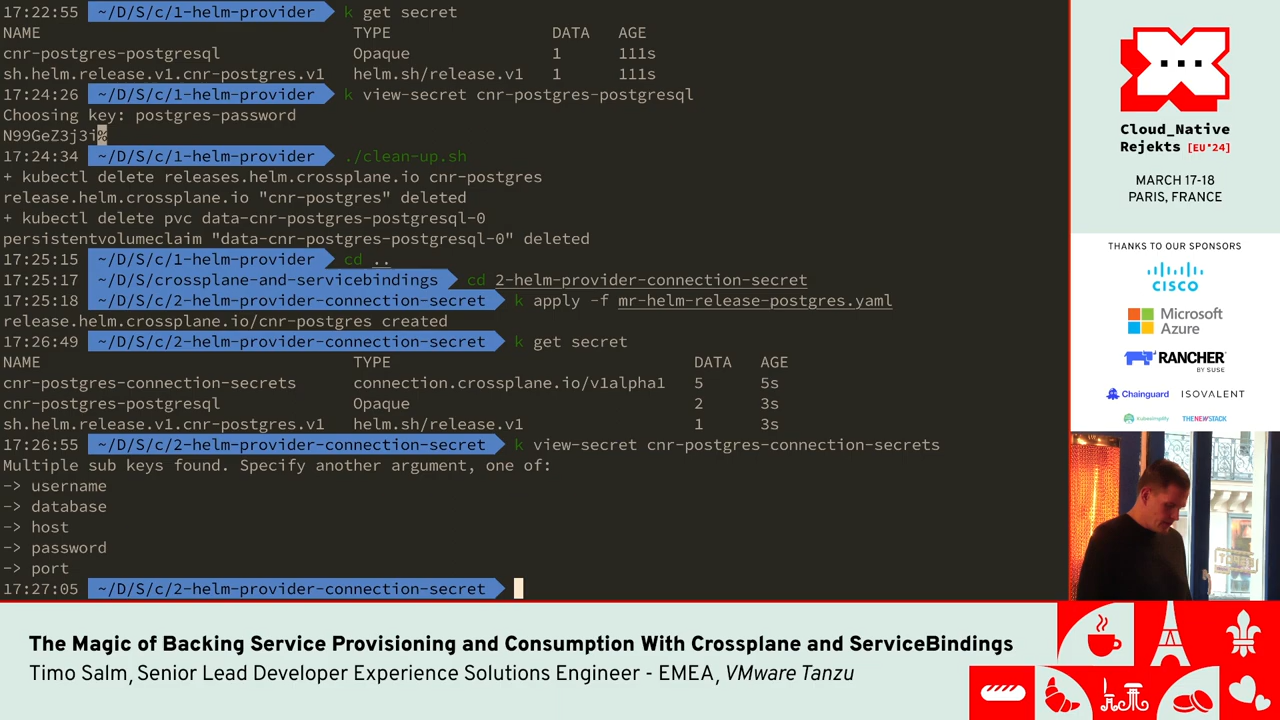 17:22:55 ~/D/S/c/1-helm-provider k get secret
NAME TYPE DATA AGE
cnr-postgres-postgresql Opaque 1 111s
sh.helm.release.v1.cnr-postgres.v1 helm.sh/release.v1 1 111s
17:24:26 ~/D/S/c/1-helm-provider k view-secret cnr-postgres-postgresql
Choosing key: postgres-password
N99GeZ3j3i%
17:24:34 ~/D/S/c/1-helm-provider ./clean-up.sh
+ kubectl delete releases.helm.crossplane.io cnr-postgres
release.helm.crossplane.io "cnr-postgres" deleted
+ kubectl delete pvc data-cnr-postgres-postgresql-0
persistentvolumeclaim "data-cnr-postgres-postgresql-0" deleted
17:25:15 ~/D/S/c/1-helm-provider cd ..
17:25:17 ~/D/S/crossplane-and-servicebindings cd 2-helm-provider-connection-secret
17:25:18 ~/D/S/c/2-helm-provider-connection-secret k apply -f mr-helm-release-postgres.yaml
release.helm.crossplane.io/cnr-postgres created
17:26:49 ~/D/S/c/2-helm-provider-connection-secret k get secret
NAME TYPE DATA AGE
cnr-postgres-connection-secrets connection.crossplane.io/v1alpha1 5 5s
cnr-postgres-postgresql Opaque 2 3s
sh.helm.release.v1.cnr-postgres.v1 helm.sh/release.v1 1 3s
17:26:55 ~/D/S/c/2-helm-provider-connection-secret k view-secret cnr-postgres-connection-secrets
Multiple sub keys found. Specify another argument, one of:
-> username
-> database
-> host
-> password
-> port
17:27:05 ~/D/S/c/2-helm-provider-connection-secret
Cloud_Native
Rejekts [EU'24]
MARCH 17-18
PARIS, FRANCE
THANKS TO OUR SPONSORS
CISCO
Microsoft
Azure
RANCHER
BY SUSE
Chainguard ISOVALENT
kubesimplify THENEWSTACK
The Magic of Backing Service Provisioning and Consumption With Crossplane and ServiceBindings
Timo Salm, Senior Lead Developer Experience Solutions Engineer - EMEA, VMware Tanzu